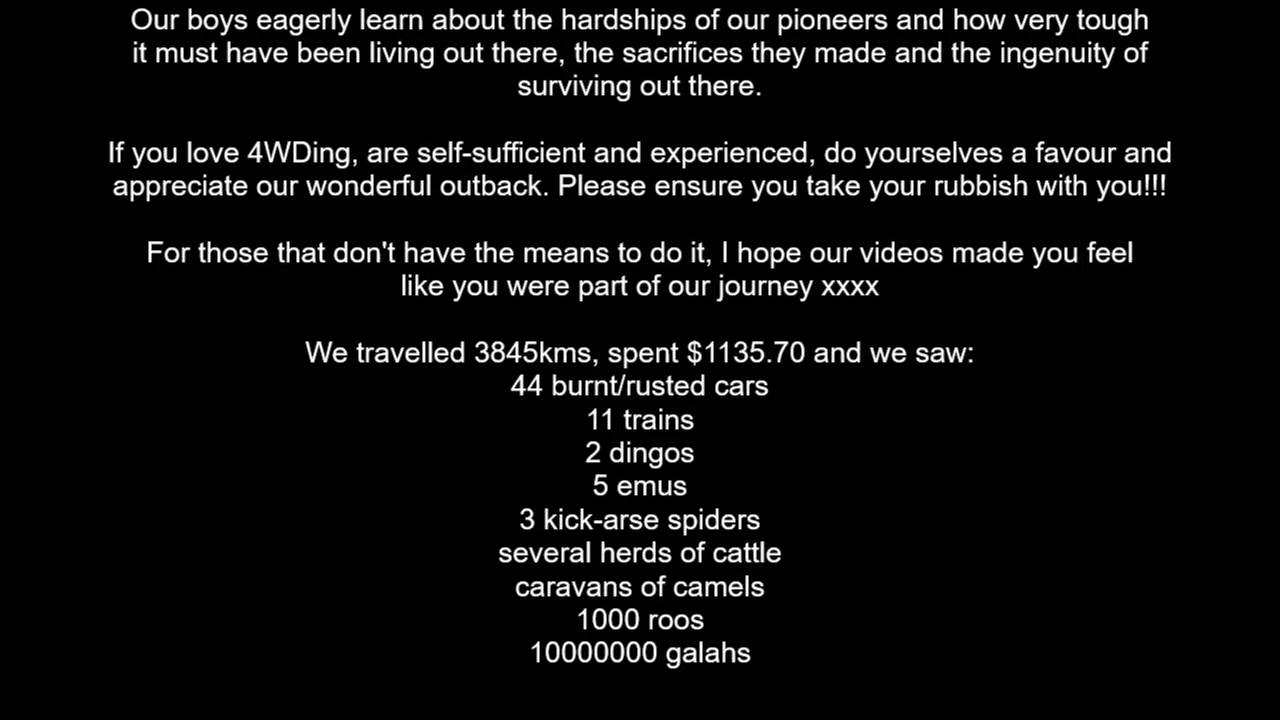 Our boys eagerly learn about the hardships of our pioneers and how very tough
it must have been living out there, the sacrifices they made and the ingenuity of
surviving out there.
If you love 4WDing, are self-sufficient and experienced, do yourselves a favour and
appreciate our wonderful outback. Please ensure you take your rubbish with you!!!
For those that don't have the means to do it, I hope our videos made you feel
like you were part of our journey xxxx
We travelled 3845kms, spent $1135.70 and we saw:
44 burnt/rusted cars
11 trains
2 dingos
5 emus
3 kick-arse spiders
several herds of cattle
caravans of camels
1000 roos
10000000 galahs